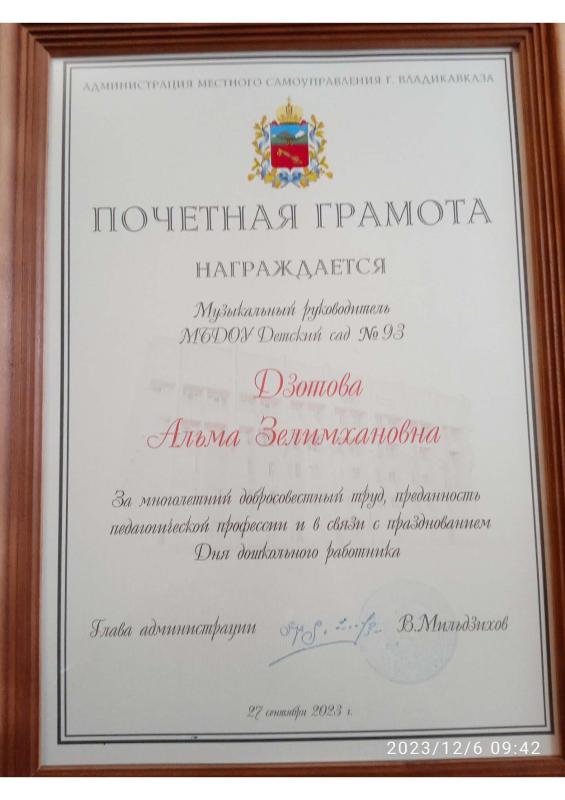 АДМИНИСТРАЦИЯ МЕСТНОГО САМОУПРАВЛЕНИЯ Г. ВЛАДИКАВКАЗА
ПОЧЕТНАЯ ГРАМОТА
НАГРАЖДАЕТСЯ
Музыкальный руководитель
МБДОУ Детский сад №93
Дзотова
Альма Зелимхановна
За многолетний добросовестный труд, преданность
педагогической профессии и в связи с празднованием
Дня дошкольного работника
Глава администрации В.Мильдзихов
27 сентября 2023 г.
2023/12/6 09:42